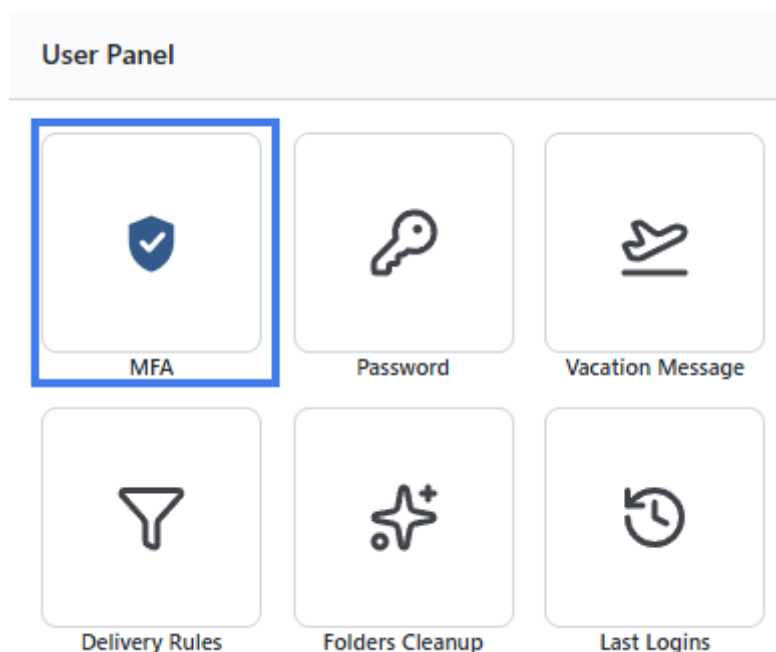 User Panel
MFA
Password
Vacation Message
Delivery Rules
Folders Cleanup
Last Logins